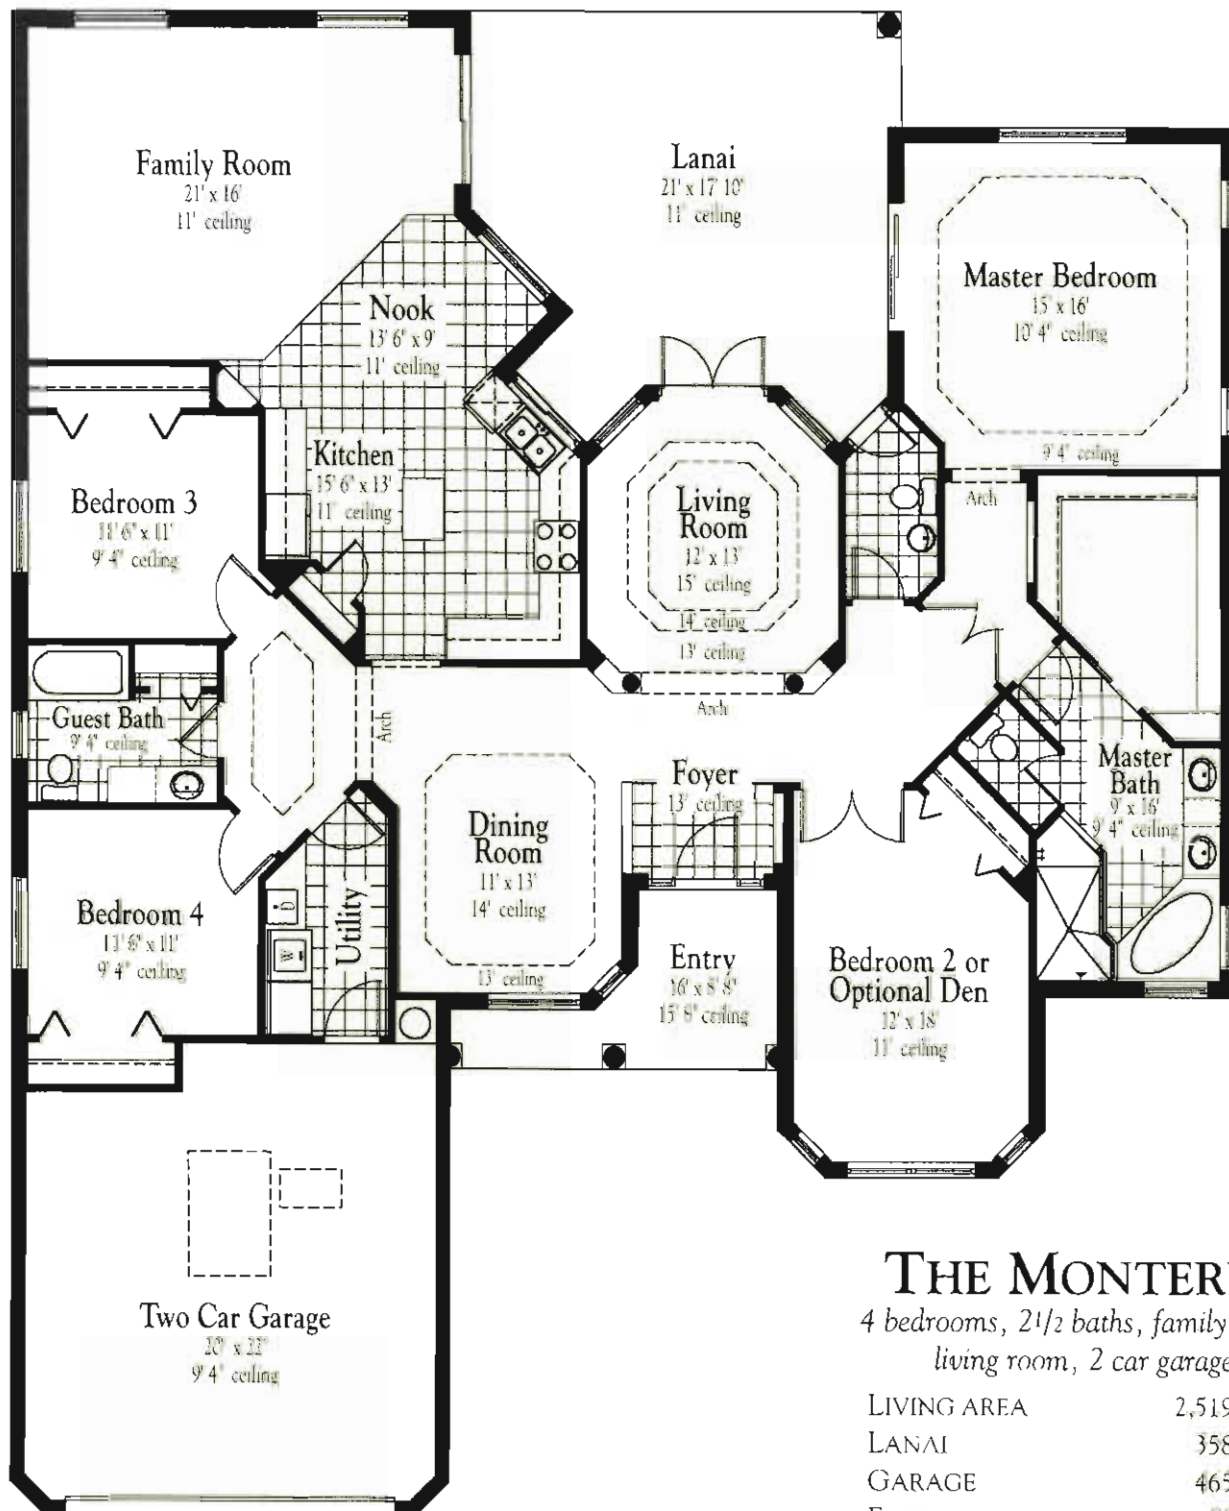 Family Room
21' x 16'
11' ceiling
Lanai
21' x 17' 10"
11' ceiling
Master Bedroom
15' x 16'
10' 4" ceiling
9' 4" ceiling
Nook
13' 6" x 9'
11' ceiling
Kitchen
15' 6" x 13'
11' ceiling
Bedroom 3
11' 6" x 11'
9' 4" ceiling
Living
Room
12' x 13'
15' ceiling
14' ceiling
13' ceiling
Arch
Arch
Arch
Guest Bath
9' 4" ceiling
Foyer
13' ceiling
Master
Bath
9' x 16'
9' 4" ceiling
Dining
Room
11' x 13'
14' ceiling
13' ceiling
Bedroom 4
11' 6" x 11'
9' 4" ceiling
Utility
D
W
Entry
16' x 8' 8"
15' 8" ceiling
Bedroom 2 or
Optional Den
12' x 18'
11' ceiling
Two Car Garage
20' x 22'
9' 4" ceiling
THE MONTER
4 bedrooms, 2 1/2 baths, family
living room, 2 car garage
LIVING AREA 2,519
LANAI 358
GARAGE 465